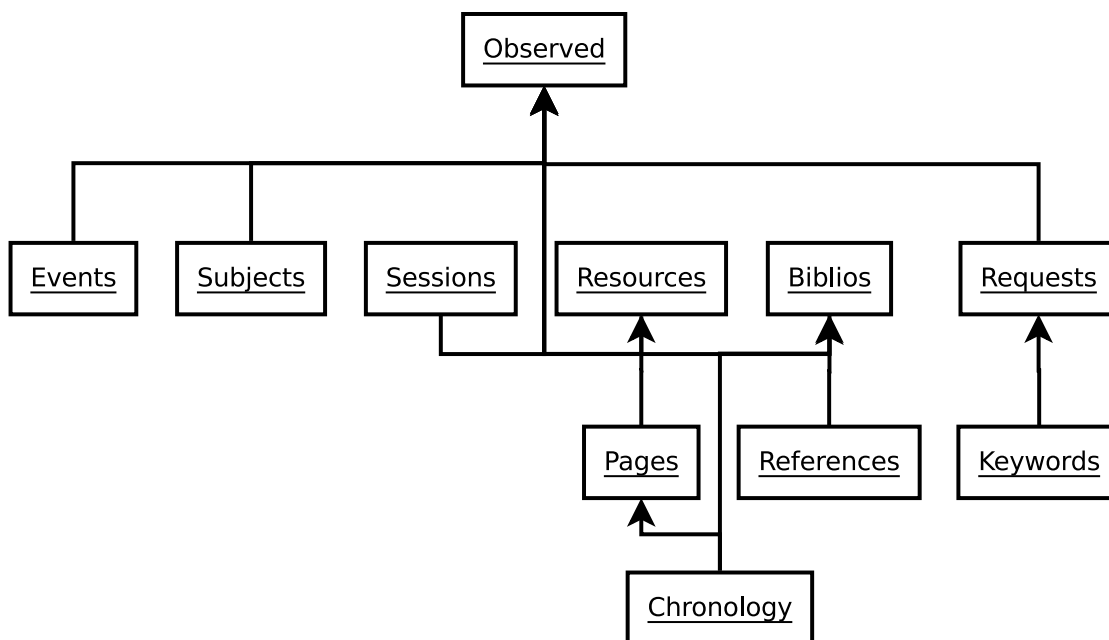 Observed
Events
Subjects
Sessions
Resources
Biblios
Requests
Pages
References
Keywords
Chronology